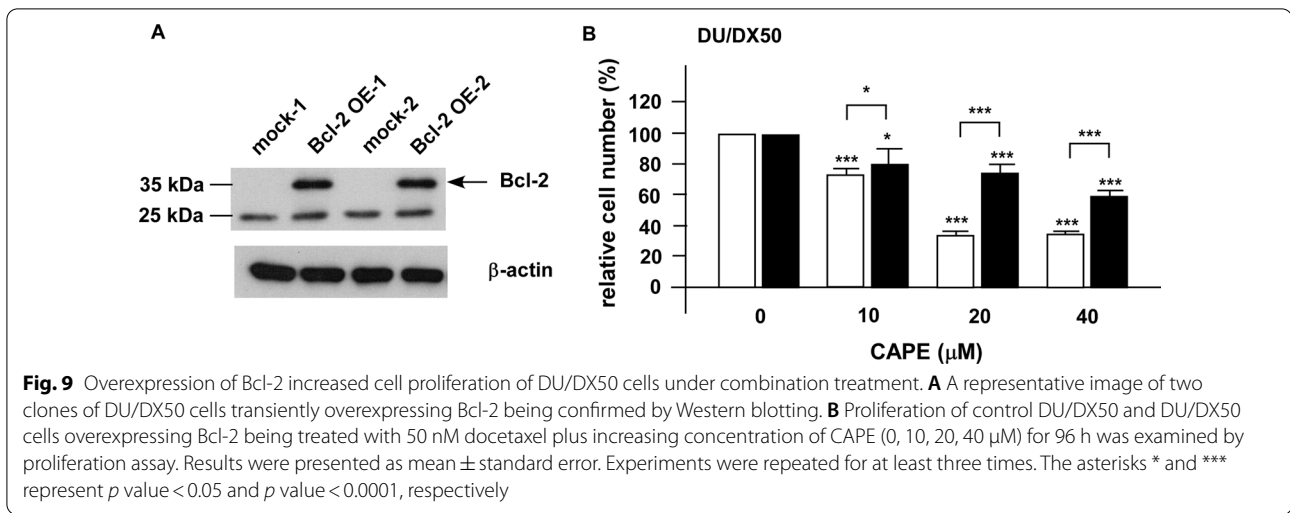 A
mock-1
Bcl-2 OE-1
mock-2
Bcl-2 OE-2
35 kDa
Bcl-2
25 kDa
β-actin
B
DU/DX50
relative cell number (%)
120
100
80
60
40
20
0
***
*
*
***
***
***
***
***
***
0 10 20 40
CAPE (μM)
Fig. 9 Overexpression of Bcl-2 increased cell proliferation of DU/DX50 cells under combination treatment. A A representative image of two
clones of DU/DX50 cells transiently overexpressing Bcl-2 being confirmed by Western blotting. B Proliferation of control DU/DX50 and DU/DX50
cells overexpressing Bcl-2 being treated with 50 nM docetaxel plus increasing concentration of CAPE (0, 10, 20, 40 μM) for 96 h was examined by
proliferation assay. Results were presented as mean ± standard error. Experiments were repeated for at least three times. The asterisks * and ***
represent p value < 0.05 and p value < 0.0001, respectively